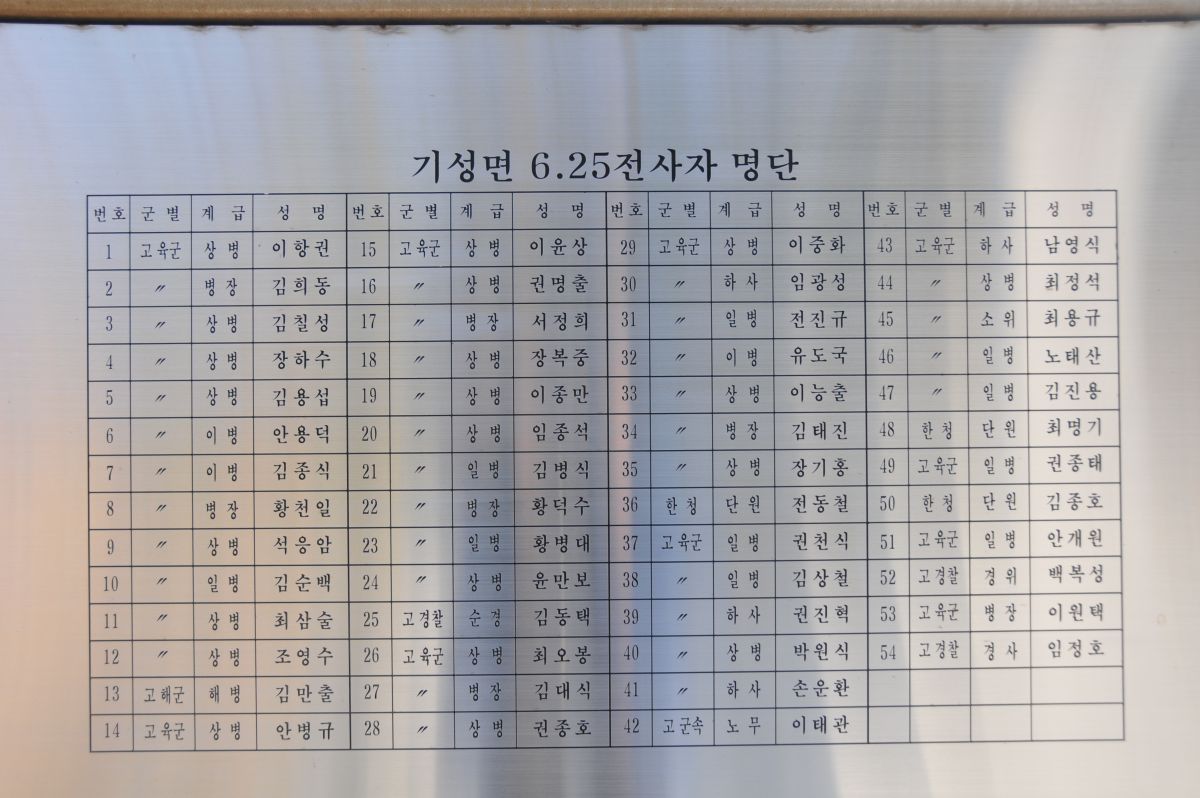 기성면 6.25전사자 명단
번호 군별 계급 성명 번호 군별 계급 성명 번호 군별 계급 성명 번호 군별 계급 성명
1 고육군 상병 이항권 15 고육군 상병 이윤상 29 고육군 상병 이중화 43 고육군 하사 남영식
2 〃 병장 김희동 16 〃 상병 권명출 30 〃 하사 임광성 44 〃 상병 최정석
3 〃 상병 김칠성 17 〃 병장 서정희 31 〃 일병 전진규 45 〃 소위 최용규
4 〃 상병 장하수 18 〃 상병 장복중 32 〃 이병 유도국 46 〃 일병 노태산
5 〃 상병 김용섭 19 〃 상병 이종만 33 〃 상병 이능출 47 〃 일병 김진용
6 〃 이병 안용덕 20 〃 상병 임종석 34 〃 병장 김태진 48 한청 단원 최명기
7 〃 이병 김종식 21 〃 일병 김병식 35 〃 상병 장기홍 49 고육군 일병 권종태
8 〃 병장 황천일 22 〃 병장 황덕수 36 한청 단원 전동철 50 한청 단원 김종호
9 〃 상병 석응암 23 〃 일병 황병대 37 고육군 일병 권천식 51 고육군 일병 안개원
10 〃 일병 김순백 24 〃 상병 윤만보 38 〃 일병 김상철 52 고경찰 경위 백복성
11 〃 상병 최삼술 25 고경찰 순경 김동택 39 〃 하사 권진혁 53 고육군 병장 이원택
12 〃 상병 조영수 26 고육군 상병 최오봉 40 〃 상병 박원식 54 고경찰 경사 임정호
13 고해군 해병 김만출 27 〃 병장 김대식 41 〃 하사 손운환
14 고육군 상병 안병규 28 〃 상병 권종호 42 고군속 노무 이태관